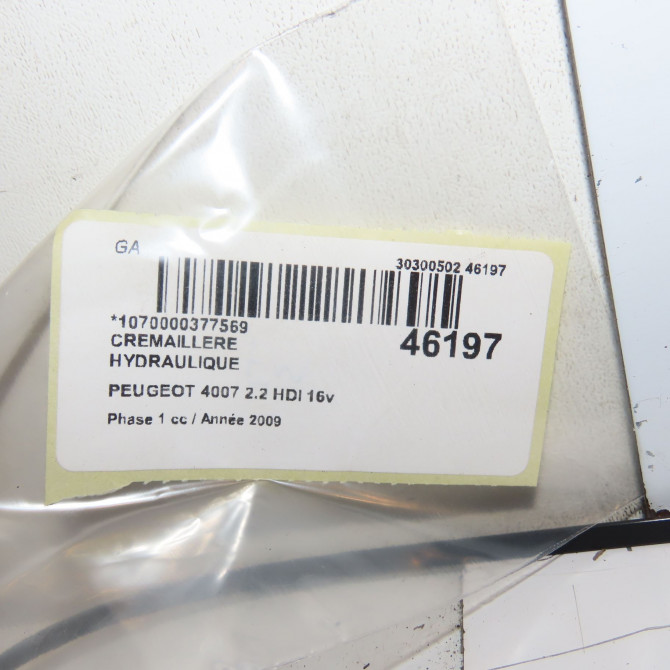 GA
30300502 46197
*1070000377569
CREMAILLERE
HYDRAULIQUE
46197
PEUGEOT 4007 2.2 HDI 16v
Phase 1 cc / Année 2009